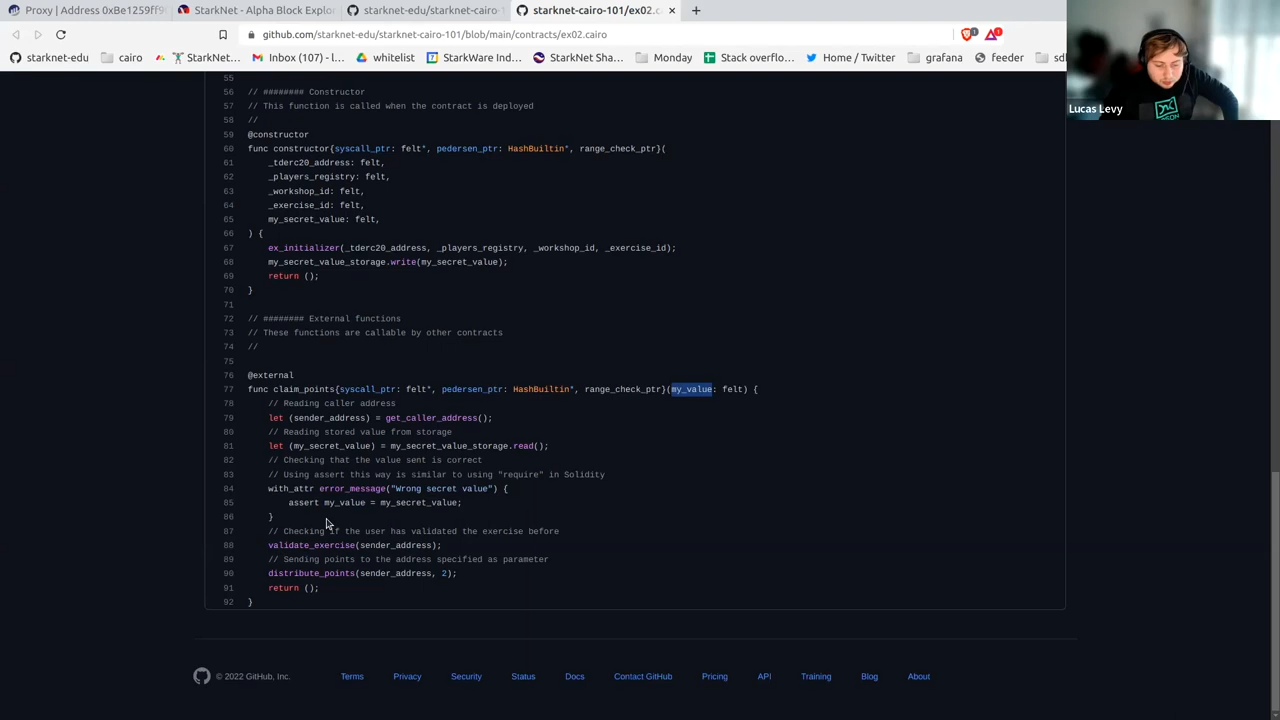 Proxy | Address 0xBe1259ff9
StarkNet - Alpha Block Explor
starknet-edu/starknet-cairo-1
starknet-cairo-101/ex02.c
github.com/starknet-edu/starknet-cairo-101/blob/main/contracts/ex02.cairo
starknet-edu
cairo
StarkNet...
Inbox (107) - l...
whitelist
StarkWare Ind...
StarkNet Sha...
Monday
Stack overflo...
Home / Twitter
grafana
feeder
sdl
Lucas Levy
55
56 // ######## Constructor
57 // This function is called when the contract is deployed
58 //
59 @constructor
60 func constructor{syscall_ptr: felt*, pedersen_ptr: HashBuiltin*, range_check_ptr}(
61 _tderc20_address: felt,
62 _players_registry: felt,
63 _workshop_id: felt,
64 _exercise_id: felt,
65 my_secret_value: felt,
66 ) {
67 ex_initializer(_tderc20_address, _players_registry, _workshop_id, _exercise_id);
68 my_secret_value_storage.write(my_secret_value);
69 return ();
70 }
71
72 // ######## External functions
73 // These functions are callable by other contracts
74 //
75
76 @external
77 func claim_points{syscall_ptr: felt*, pedersen_ptr: HashBuiltin*, range_check_ptr}(my_value: felt) {
78 // Reading caller address
79 let (sender_address) = get_caller_address();
80 // Reading stored value from storage
81 let (my_secret_value) = my_secret_value_storage.read();
82 // Checking that the value sent is correct
83 // Using assert this way is similar to using "require" in Solidity
84 with_attr error_message("Wrong secret value") {
85 assert my_value = my_secret_value;
86 }
87 // Checking if the user has validated the exercise before
88 validate_exercise(sender_address);
89 // Sending points to the address specified as parameter
90 distribute_points(sender_address, 2);
91 return ();
92 }
© 2022 GitHub, Inc.
Terms
Privacy
Security
Status
Docs
Contact GitHub
Pricing
API
Training
Blog
About